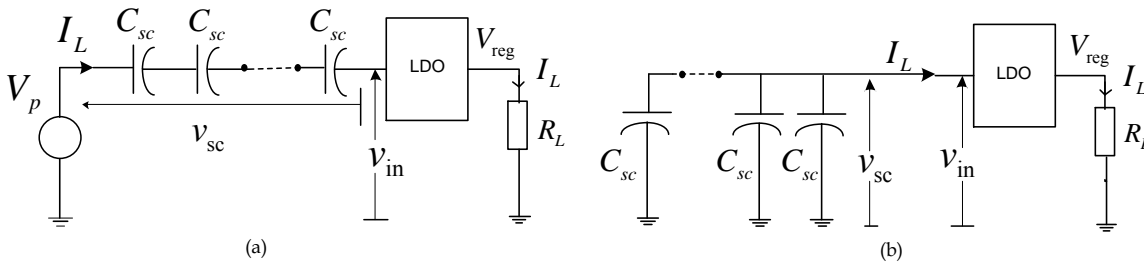 I_L C_sc C_sc C_sc
LDO V_reg
V_p I_L
v_sc v_in R_L
(a)
I_L LDO V_reg
I_L
C_sc C_sc C_sc v_sc v_in
(b)